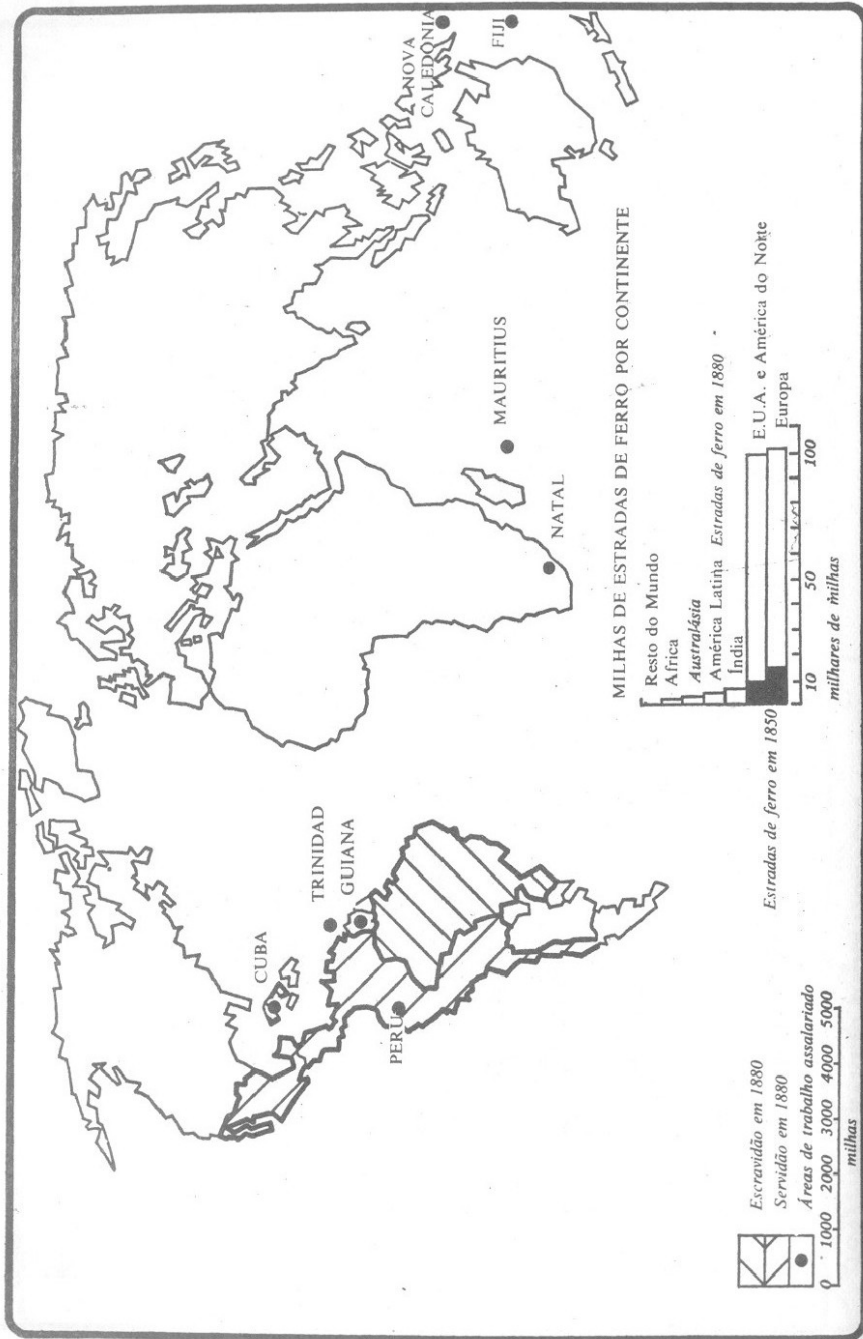 CUBA
TRINIDAD
GUIANA
PERU
NATAL
MAURITIUS
NOVA
CALEDÔNIA
FIJI
Escravidão em 1880
Servidão em 1880
Áreas de trabalho assalariado
0 1000 2000 3000 4000 5000
milhas
MILHAS DE ESTRADAS DE FERRO POR CONTINENTE
Resto do Mundo
África
Australásia
América Latina
Índia
Estradas de ferro em 1880
E.U.A. e América do Norte
Europa
Estradas de ferro em 1850
10 50 100
milhares de milhas